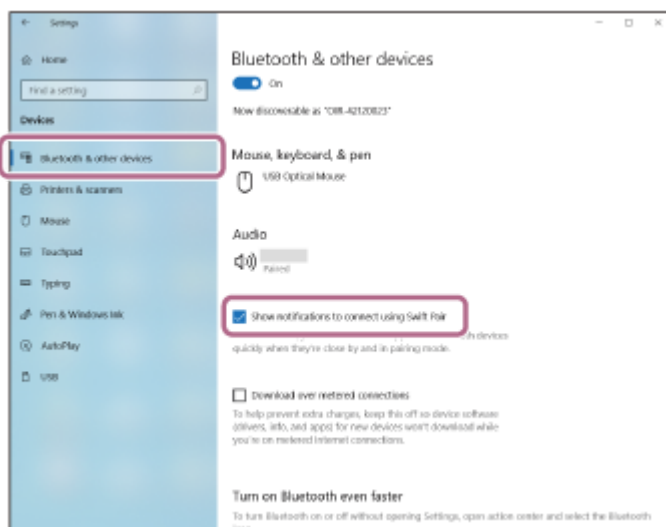 Settings
Home
Find a setting
Devices
Bluetooth & other devices
Printers & scanners
Mouse
Touchpad
Typing
Pen & Windows Ink
AutoPlay
USB
Bluetooth & other devices
On
Now discoverable as
Mouse, keyboard, & pen
USB Optical Mouse
Audio
Paired
Show notifications to connect using Swift Pair
devices
quickly when they're close by and in pairing mode.
Download over metered connections
To help prevent extra charges, keep this off so device software
(drivers, info, and apps) for new devices won't download while
you're on metered Internet connections.
Turn on Bluetooth even faster
To turn Bluetooth on or off without opening Settings, open action center and select the Bluetooth